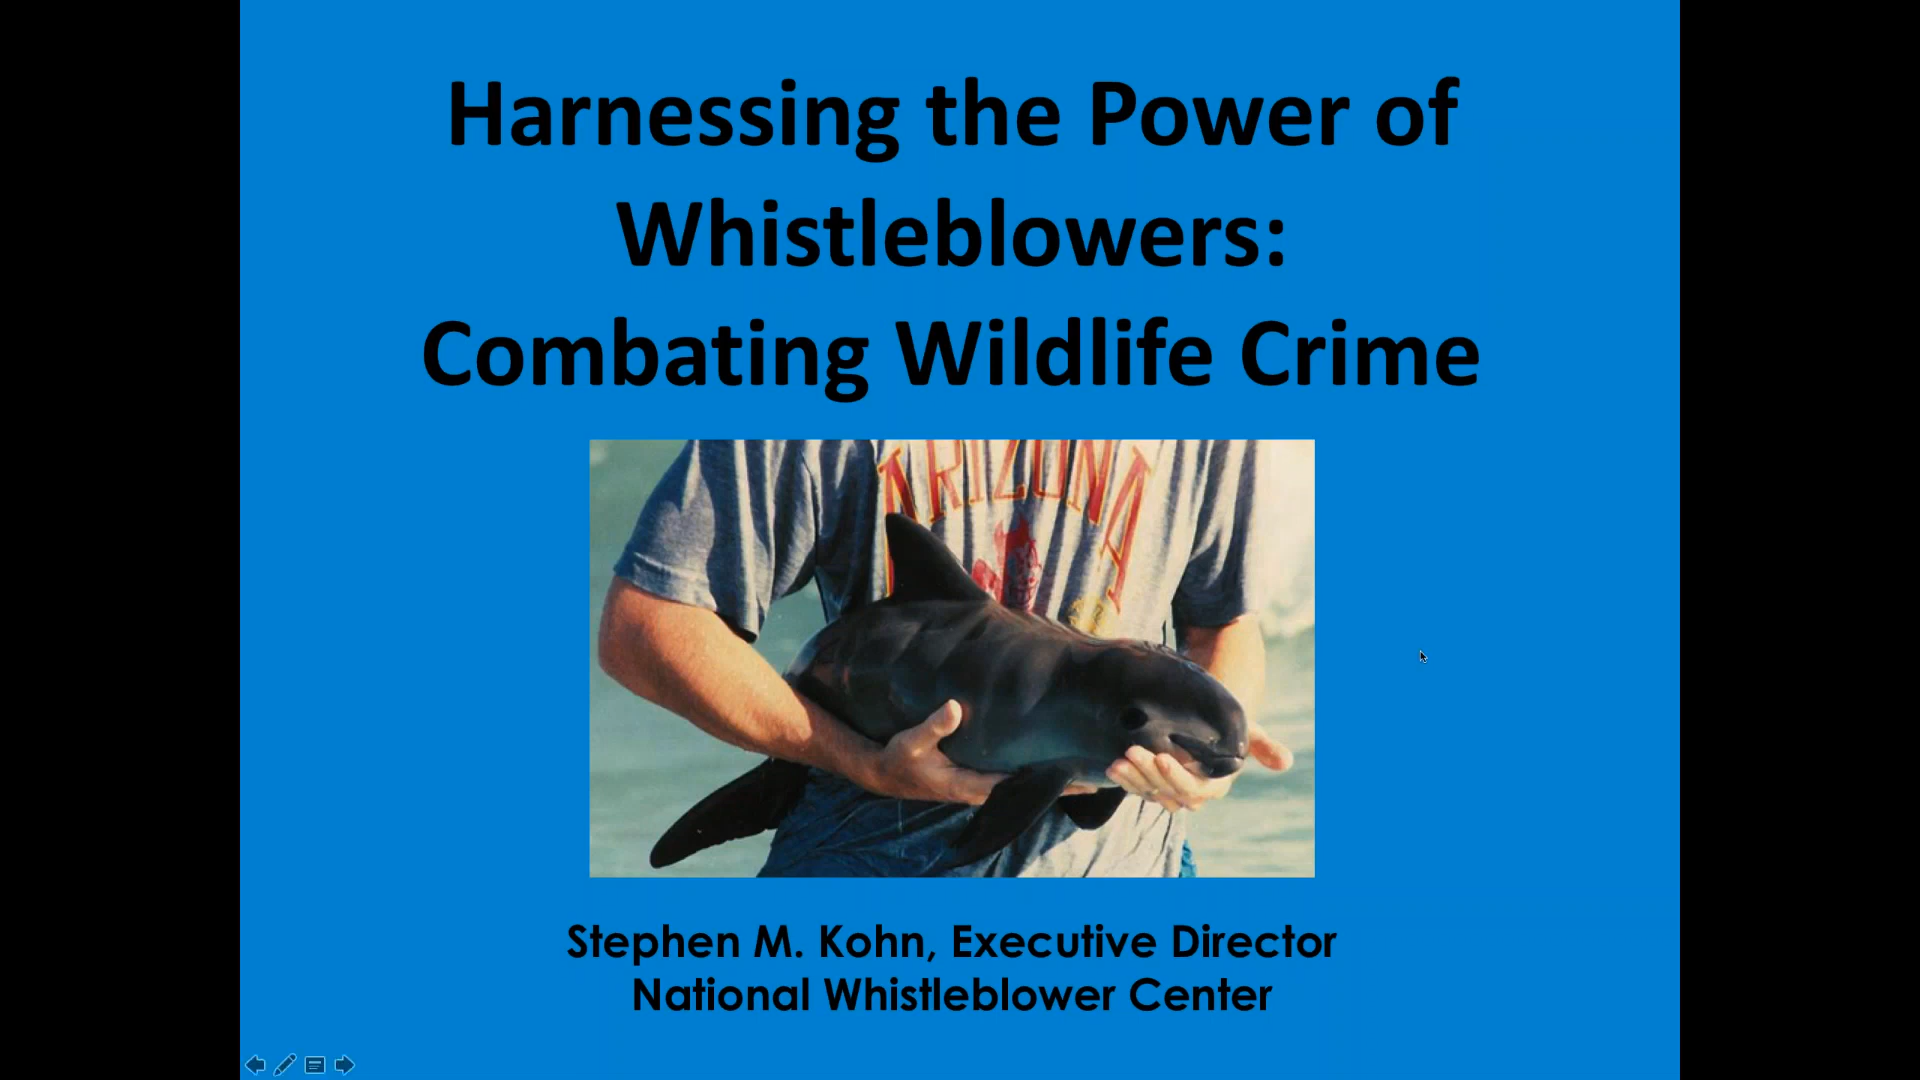 Harnessing the Power of
Whistleblowers:
Combating Wildlife Crime
ARIZONA
Stephen M. Kohn, Executive Director
National Whistleblower Center